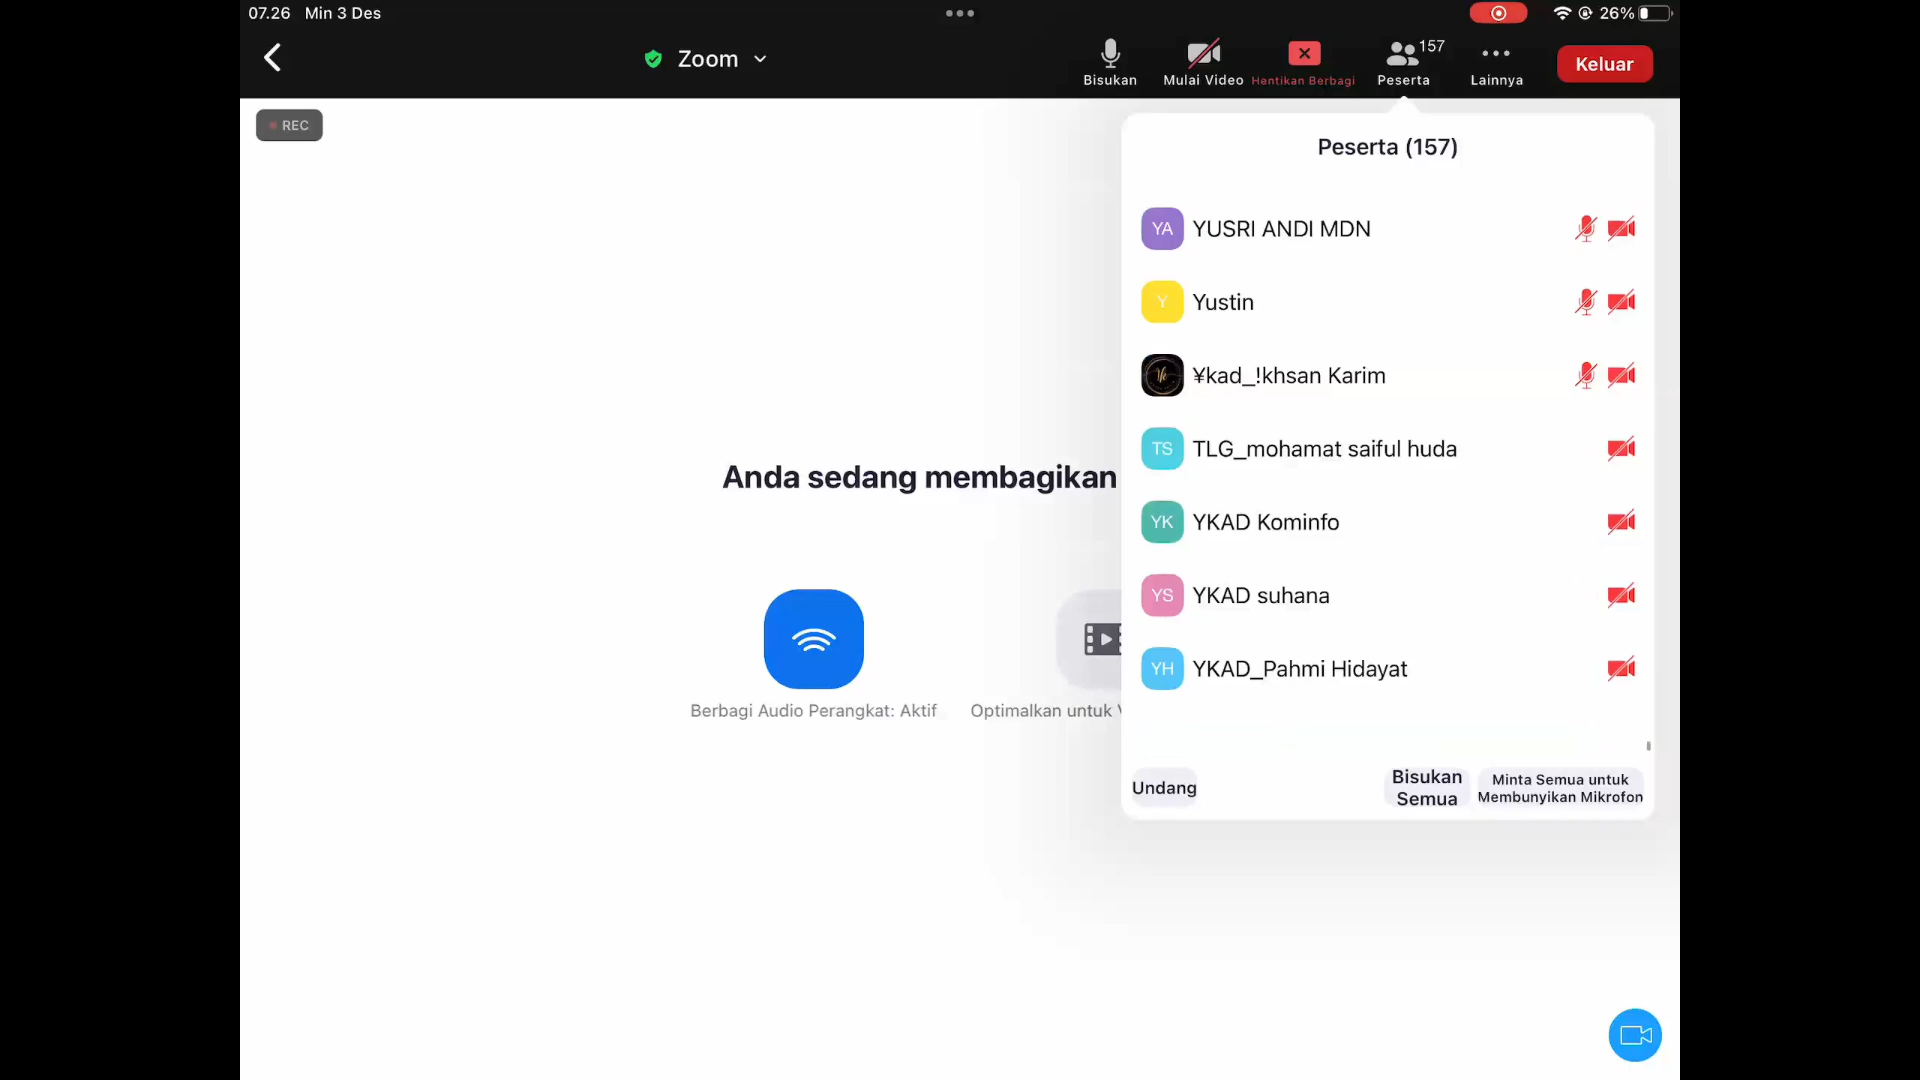 07.26 Min 3 Des
26%
Zoom
Bisukan
Mulai Video
Hentikan Berbagi
157
Peserta
Lainnya
Keluar
REC
Peserta (157)
YA YUSRI ANDI MDN
Y Yustin
¥kad_!khsan Karim
TS TLG_mohamat saiful huda
YK YKAD Kominfo
YS YKAD suhana
YH YKAD_Pahmi Hidayat
Undang
Bisukan
Semua
Minta Semua untuk
Membunyikan Mikrofon
Anda sedang membagikan
Berbagi Audio Perangkat: Aktif
Optimalkan untuk